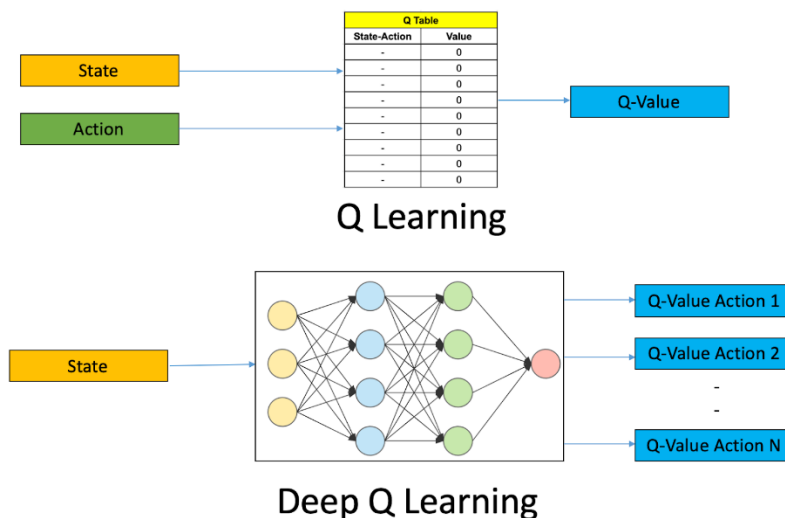 Q Table
State-Action Value
- 0
- 0
- 0
- 0
- 0
- 0
- 0
- 0
- 0
State
Action
Q-Value
Q Learning
State
Q-Value Action 1
Q-Value Action 2
-
-
Q-Value Action N
Deep Q Learning